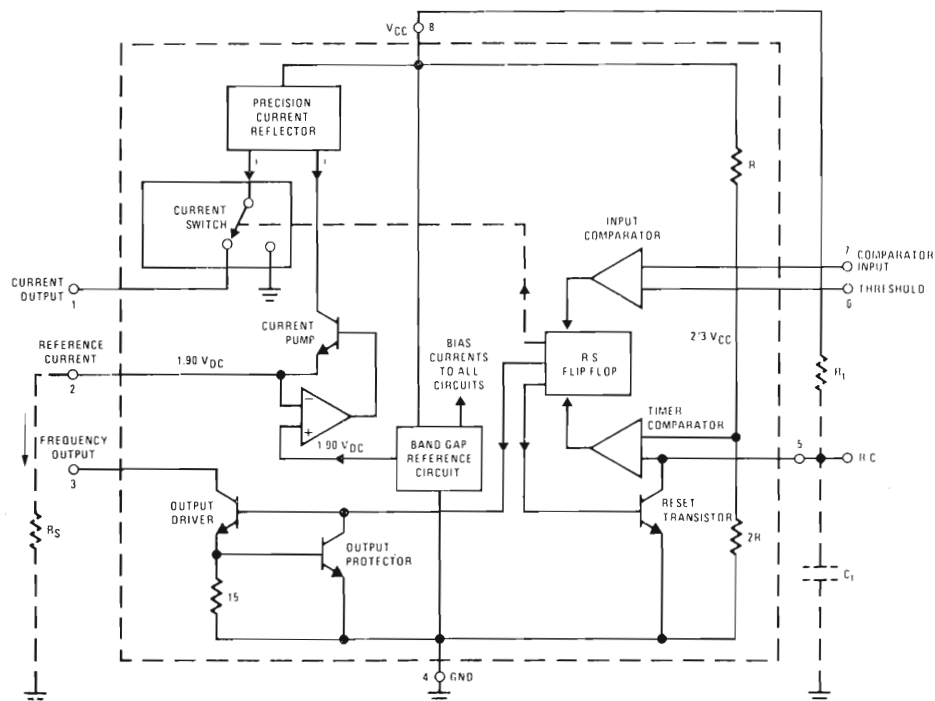 VCC 8
PRECISION
CURRENT
REFLECTOR
I I
R
CURRENT
SWITCH
INPUT
COMPARATOR
7 COMPARATOR
INPUT
THRESHOLD
6
CURRENT
OUTPUT
1
CURRENT
PUMP
REFERENCE
CURRENT
2
1.90 VDC
BIAS
CURRENTS
TO ALL
CIRCUITS
RS
FLIP FLOP
2/3 VCC
R1
−
+
1.90 VDC
TIMER
COMPARATOR
FREQUENCY
OUTPUT
3
BAND GAP
REFERENCE
CIRCUIT
5
RC
OUTPUT
DRIVER
RESET
TRANSISTOR
RS
OUTPUT
PROTECTOR
2R
15
C1
4 GND